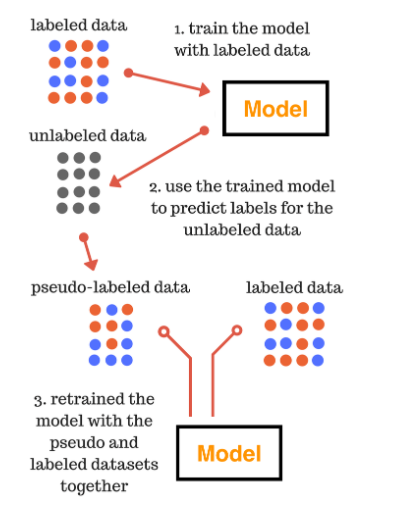 labeled data
1. train the model
with labeled data
Model
unlabeled data
2. use the trained model
to predict labels for the
unlabeled data
pseudo-labeled data
labeled data
3. retrained the
model with the
pseudo and
labeled datasets
together
Model